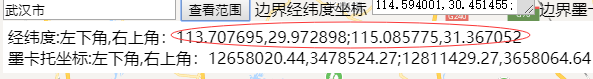 武汉市 查看范围 边界经纬度坐标 114.594001,30.451455; 边界墨
经纬度:左下角,右上角: 113.707695,29.972898;115.085775,31.367052
墨卡托坐标:左下角,右上角: 12658020.44,3478524.27;12811429.27,3658064.64